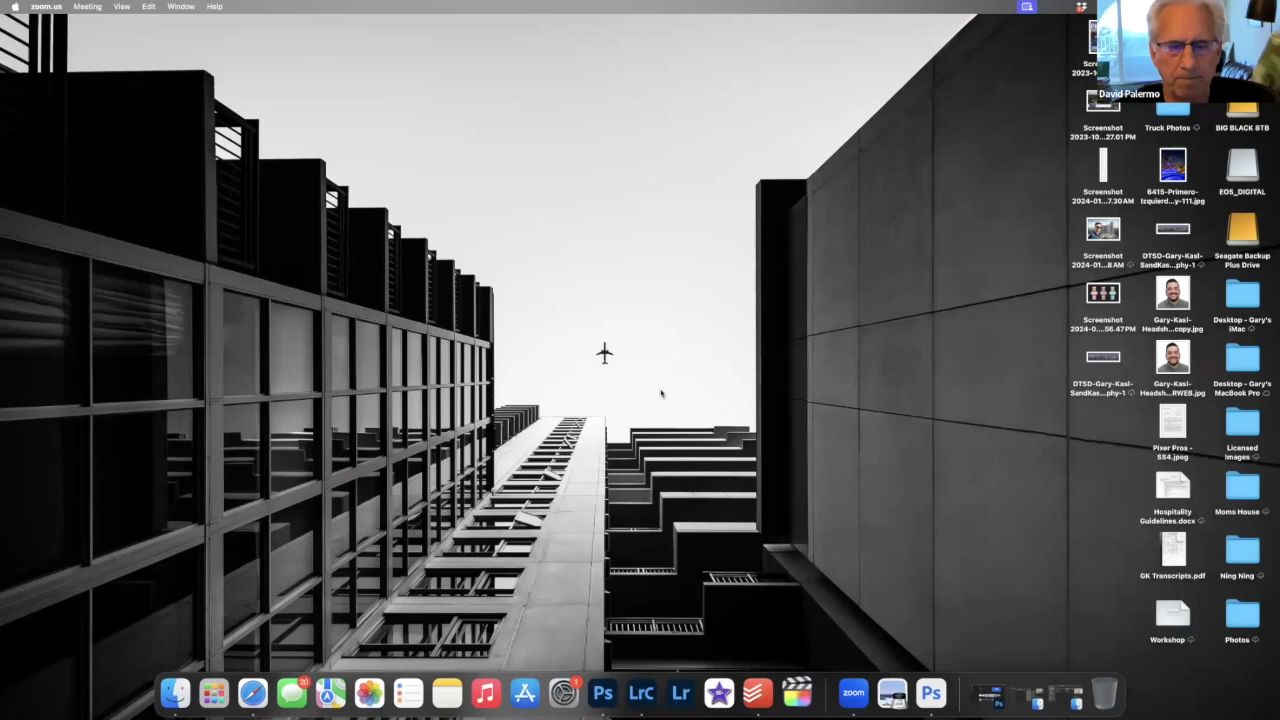 zoom.us Meeting View Edit Window Help
David Palermo
Screenshot
2023-10...27.01 PM
Truck Photos
BIG BLACK 8TB
Screenshot
2024-01...7.30 AM
6415-Primero-
Izquierd...y-111.jpg
EOS_DIGITAL
Screenshot
2024-01...8 AM
DTSD-Gary-Kasl-
SandKas...phy-1
Seagate Backup
Plus Drive
Screenshot
2024-0....56.47 PM
Gary-Kasl-
Headsh...copy.jpg
Desktop - Gary's
iMac
DTSD-Gary-Kasl-
SandKas...phy-1
Gary-Kasl-
Headsh...RWEB.jpg
Desktop - Gary's
MacBook Pro
Pixer Pros -
SS4.jpeg
Licensed
Images
Hospitality
Guidelines.docx
Moms House
GK Transcripts.pdf
Ning Ning
Workshop
Photos
20
1
Ps
LrC
Lr
zoom
Ps